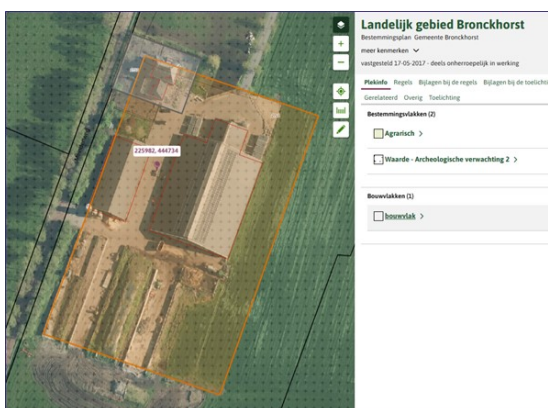 Landelijk gebied Bronckhorst
Bestemmingsplan Gemeente Bronckhorst
meer kenmerken
vastgesteld 17-05-2017 - deels onherroepelijk in werking
Plekinfo Regels Bijlagen bij de regels Bijlagen bij de toelichti
Gerelateerd Overig Toelichting
Bestemmingsvlakken (2)
Agrarisch >
225982, 444734
Waarde - Archeologische verwachting 2 >
Bouwvlakken (1)
bouwvlak >